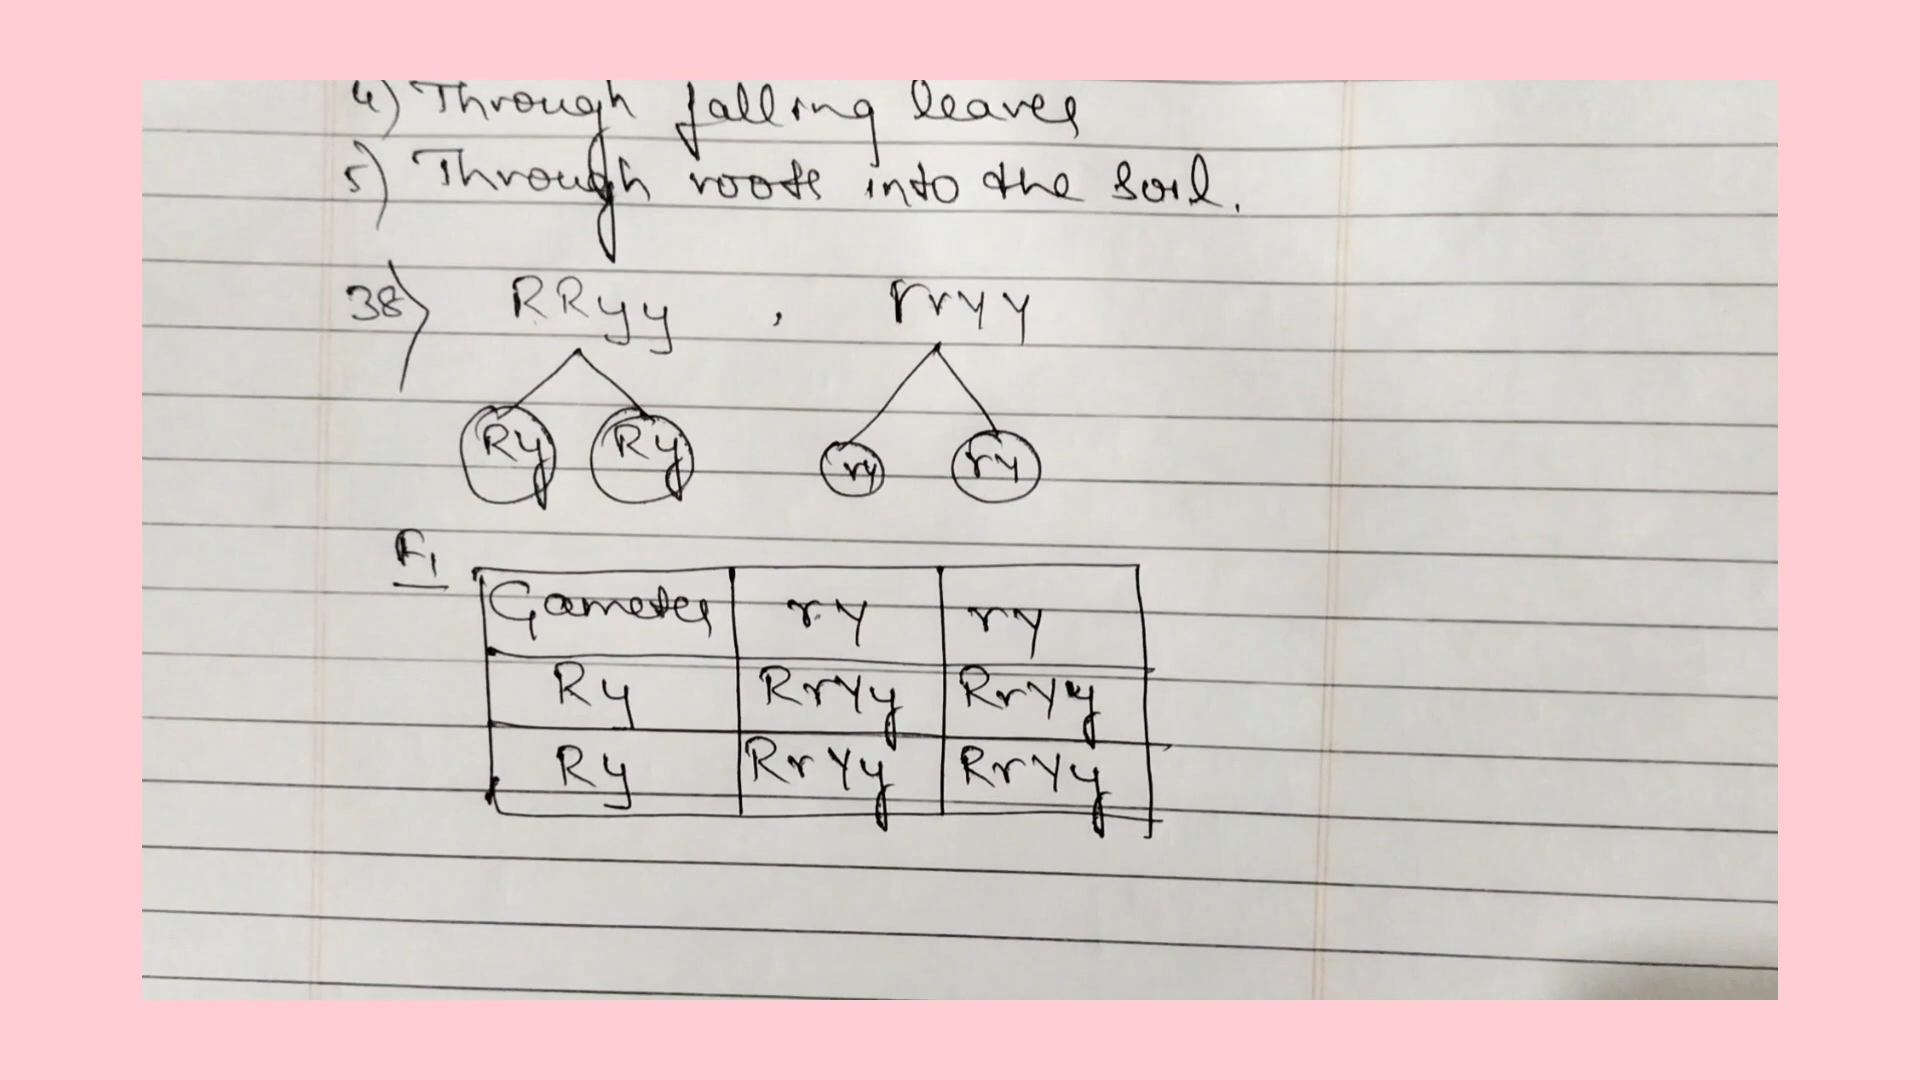 4) Through falling leaves
5) Through roots into the soil.
38) RRyy , rrYY
Ry Ry rY rY
F1
Gametes rY rY
Ry RrYy RrYy
Ry RrYy RrYy